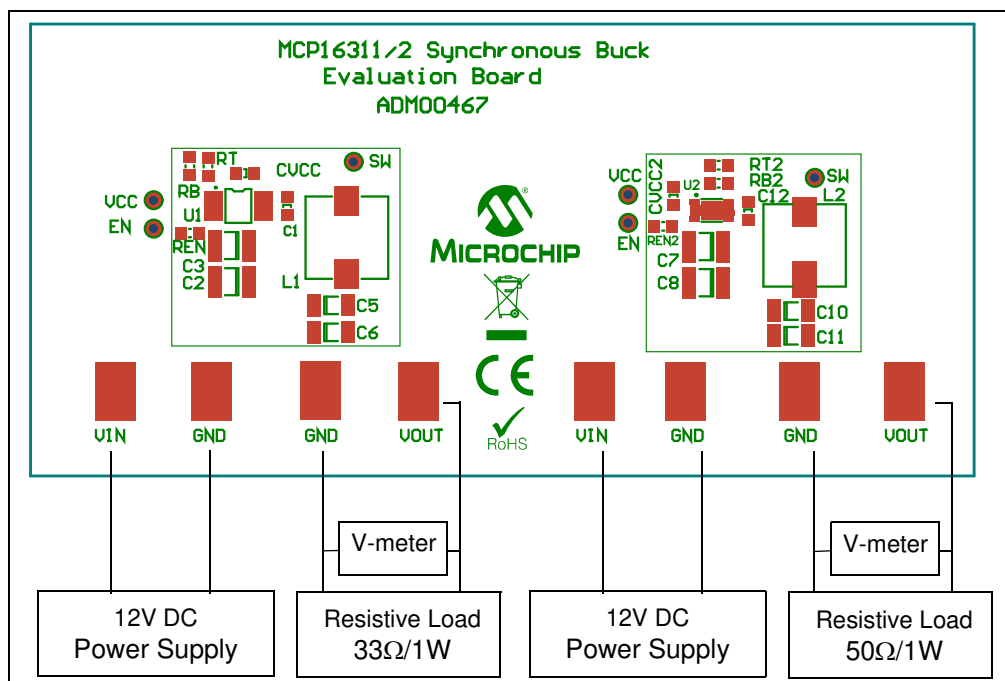 MCP16311/2 Synchronous Buck
Evaluation Board
ADM00467
RT
CVCC
SW
RB
VCC
U1
EN
C1
REN
C3
C2
L1
C5
C6
MICROCHIP
®
CE
RoHS
VCC
CVCC2
U2
RT2
RB2
SW
C12
L2
EN
REN2
C7
C8
C10
C11
VIN
GND
GND
VOUT
VIN
GND
GND
VOUT
V-meter
V-meter
12V DC
Power Supply
Resistive Load
33Ω/1W
12V DC
Power Supply
Resistive Load
50Ω/1W